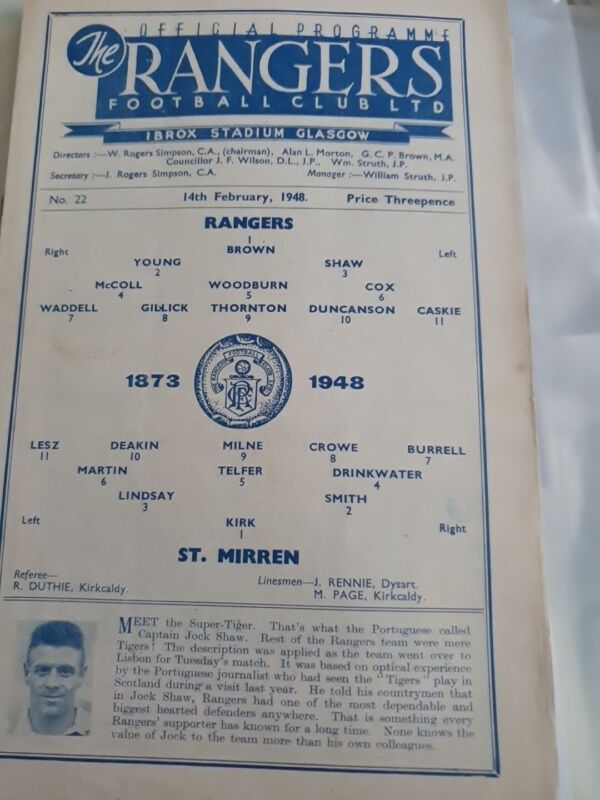 OFFICIAL PROGRAMME
The RANGERS
FOOTBALL CLUB LTD
IBROX STADIUM GLASGOW
Directors :—W. Rogers Simpson, C.A., (chairman), Alan L. Morton, G. C. P. Brown, M.A.
Councillor J. F. Wilson, D.L., J.P., Wm. Struth, J.P.
Secretary :—J. Rogers Simpson, C.A. Manager :—William Struth, J.P.
No. 22 14th February, 1948. Price Threepence
RANGERS
1
Right BROWN Left
YOUNG SHAW
2 3
McCOLL WOODBURN COX
4 5 6
WADDELL GILLICK THORNTON DUNCANSON CASKIE
7 8 9 10 11
1873 1948
LESZ DEAKIN MILNE CROWE BURRELL
11 10 9 8 7
MARTIN TELFER DRINKWATER
6 5 4
LINDSAY SMITH
3 2
Left KIRK Right
1
ST. MIRREN
Referee—
R. DUTHIE, Kirkcaldy. Linesmen—J. RENNIE, Dysart.
M. PAGE, Kirkcaldy.
MEET the Super-Tiger. That's what the Portuguese called
Captain Jock Shaw. Rest of the Rangers team were mere
Tigers! The description was applied as the team went over to
Lisbon for Tuesday's match. It was based on optical experience
by the Portuguese journalist who had seen the "Tigers" play in
Scotland during a visit last year. He told his countrymen that
in Jock Shaw, Rangers had one of the most dependable and
biggest hearted defenders anywhere. That is something every
Rangers' supporter has known for a long time. None knows the
value of Jock to the team more than his own colleagues.